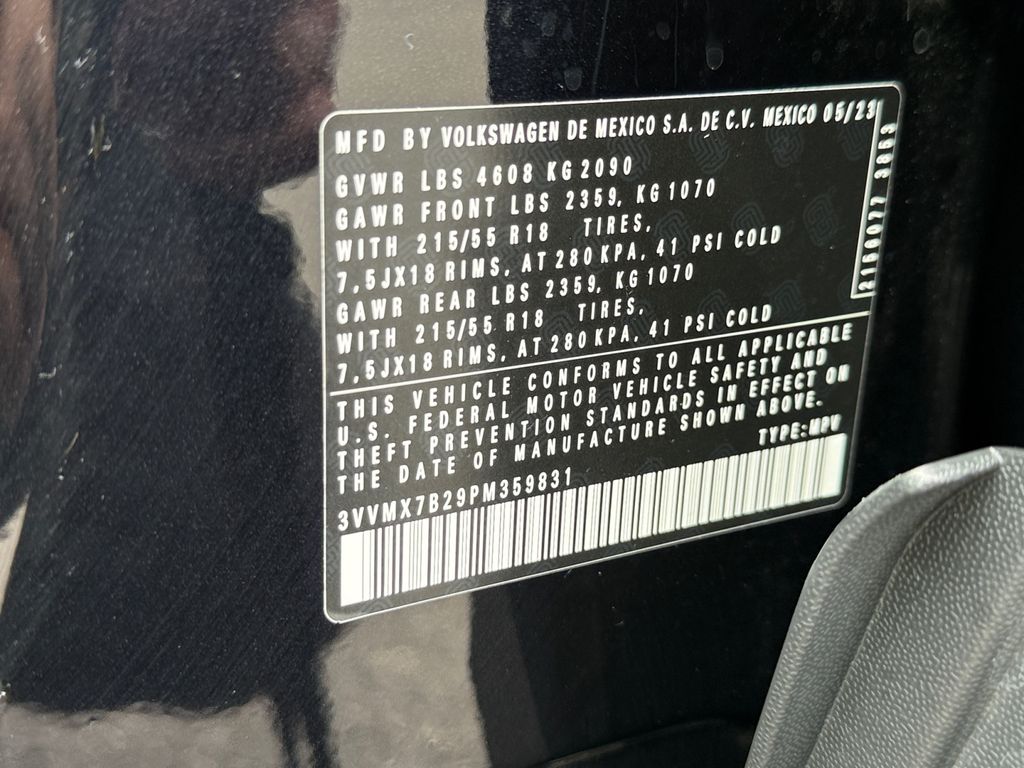 MFD BY VOLKSWAGEN DE MEXICO S.A. DE C.V. MEXICO 05/23
GVWR LBS 4608 KG 2090
GAWR FRONT LBS 2359, KG 1070
WITH 215/55 R18 TIRES,
7,5JX18 RIMS, AT 280 KPA, 41 PSI COLD
GAWR REAR LBS 2359, KG 1070
WITH 215/55 R18 TIRES,
7,5JX18 RIMS, AT 280 KPA, 41 PSI COLD
THIS VEHICLE CONFORMS TO ALL APPLICABLE
U.S. FEDERAL MOTOR VEHICLE SAFETY AND
THEFT PREVENTION STANDARDS IN EFFECT ON
THE DATE OF MANUFACTURE SHOWN ABOVE.
TYPE:MPV
3VVMX7B29PM359831